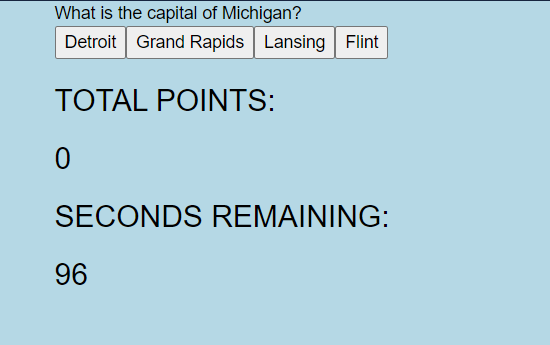 What is the capital of Michigan?
Detroit Grand Rapids Lansing Flint
TOTAL POINTS:
0
SECONDS REMAINING:
96